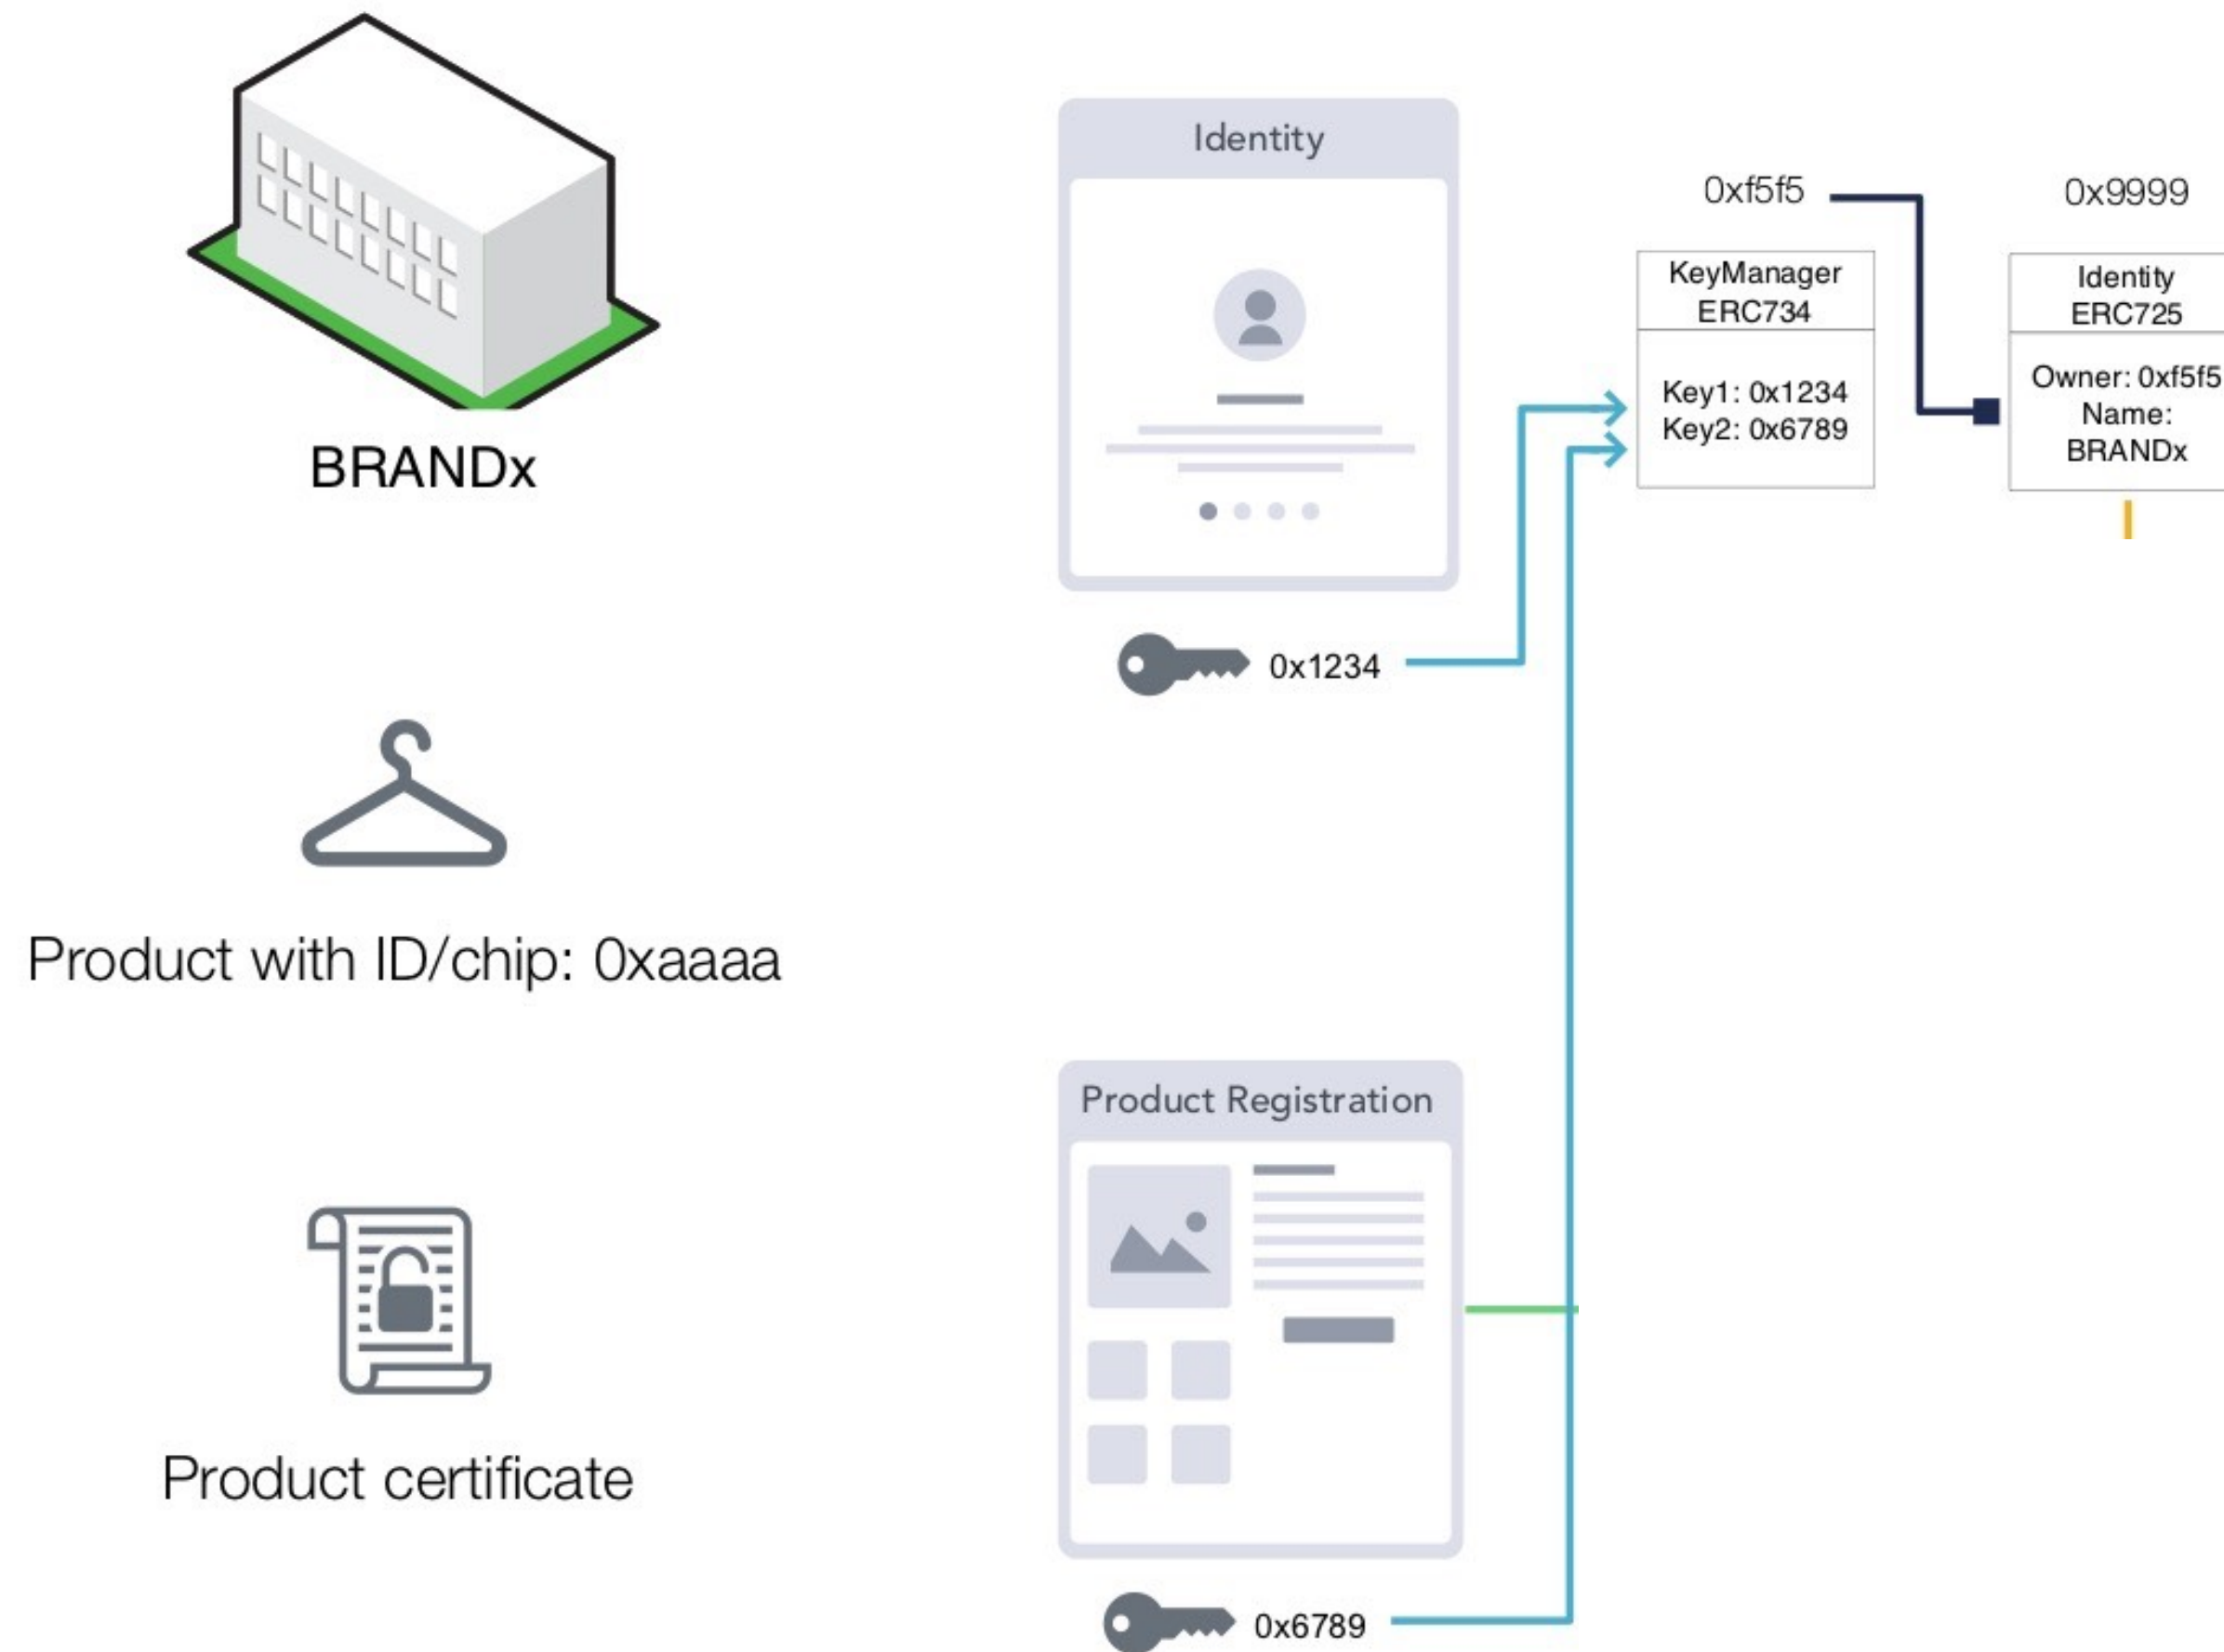 BRANDx
Product with ID/chip: 0xaaaa
Product certificate
Identity
0x1234
Product Registration
0x6789
0xf5f5
KeyManager
ERC734
Key1: 0x1234
Key2: 0x6789
0x9999
Identity
ERC725
Owner: 0xf5f5
Name:
BRANDx